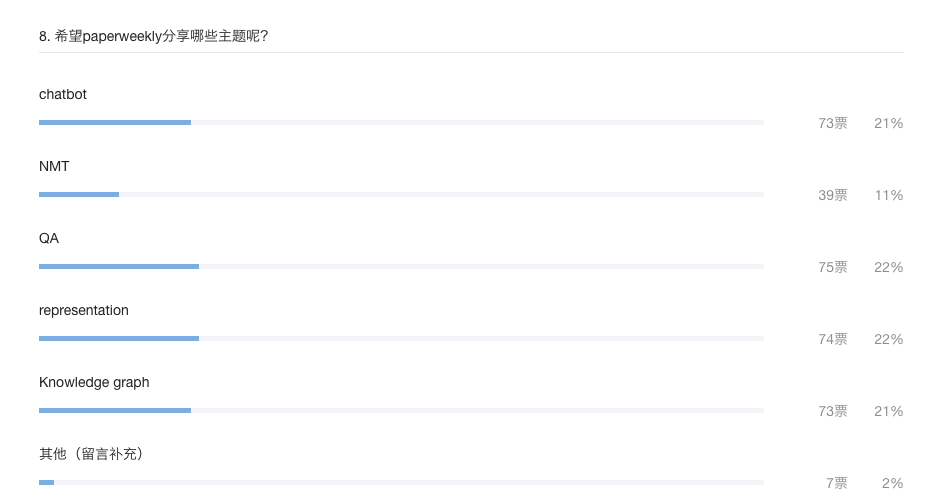 8. 希望paperweekly分享哪些主题呢?
chatbot
73票 21%
NMT
39票 11%
QA
75票 22%
representation
74票 22%
Knowledge graph
73票 21%
其他（留言补充）
7票 2%